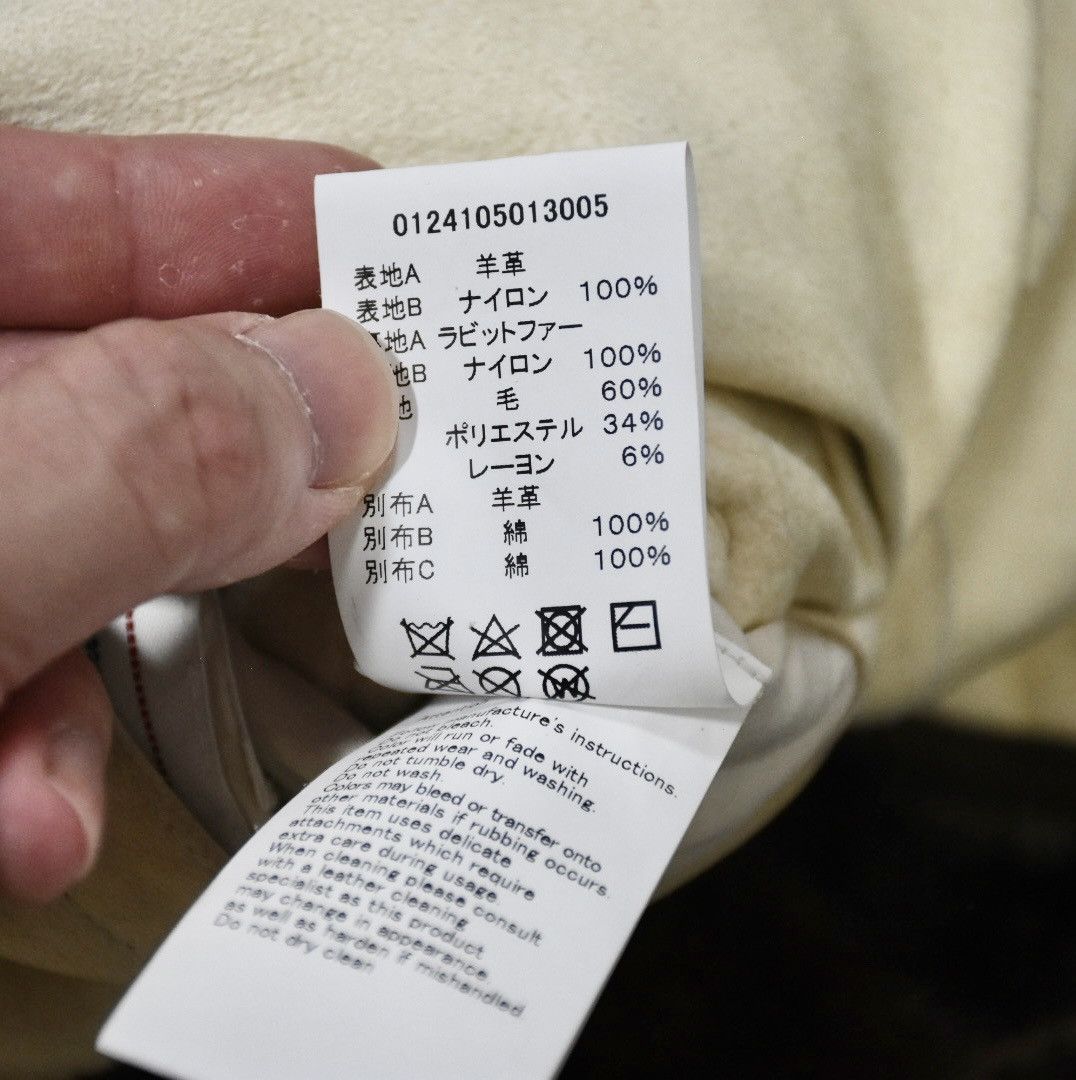 0124105013005
表地A 羊革
表地B ナイロン 100%
地A ラビットファー
地B ナイロン 100%
地 毛 60%
ポリエステル 34%
レーヨン 6%
別布A 羊革
別布B 綿 100%
別布C 綿 100%
manufacture's instructions.
bleach.
Color will run or fade with
repeated wear and washing.
Do not tumble dry.
Do not wash.
Colors may bleed or transfer onto
other materials if rubbing occurs.
This item uses delicate
attachments which require
extra care during usage.
When cleaning please consult
with a leather cleaning
specialist as this product
may change in appearance
as well as harden if mishandled
Do not dry clean